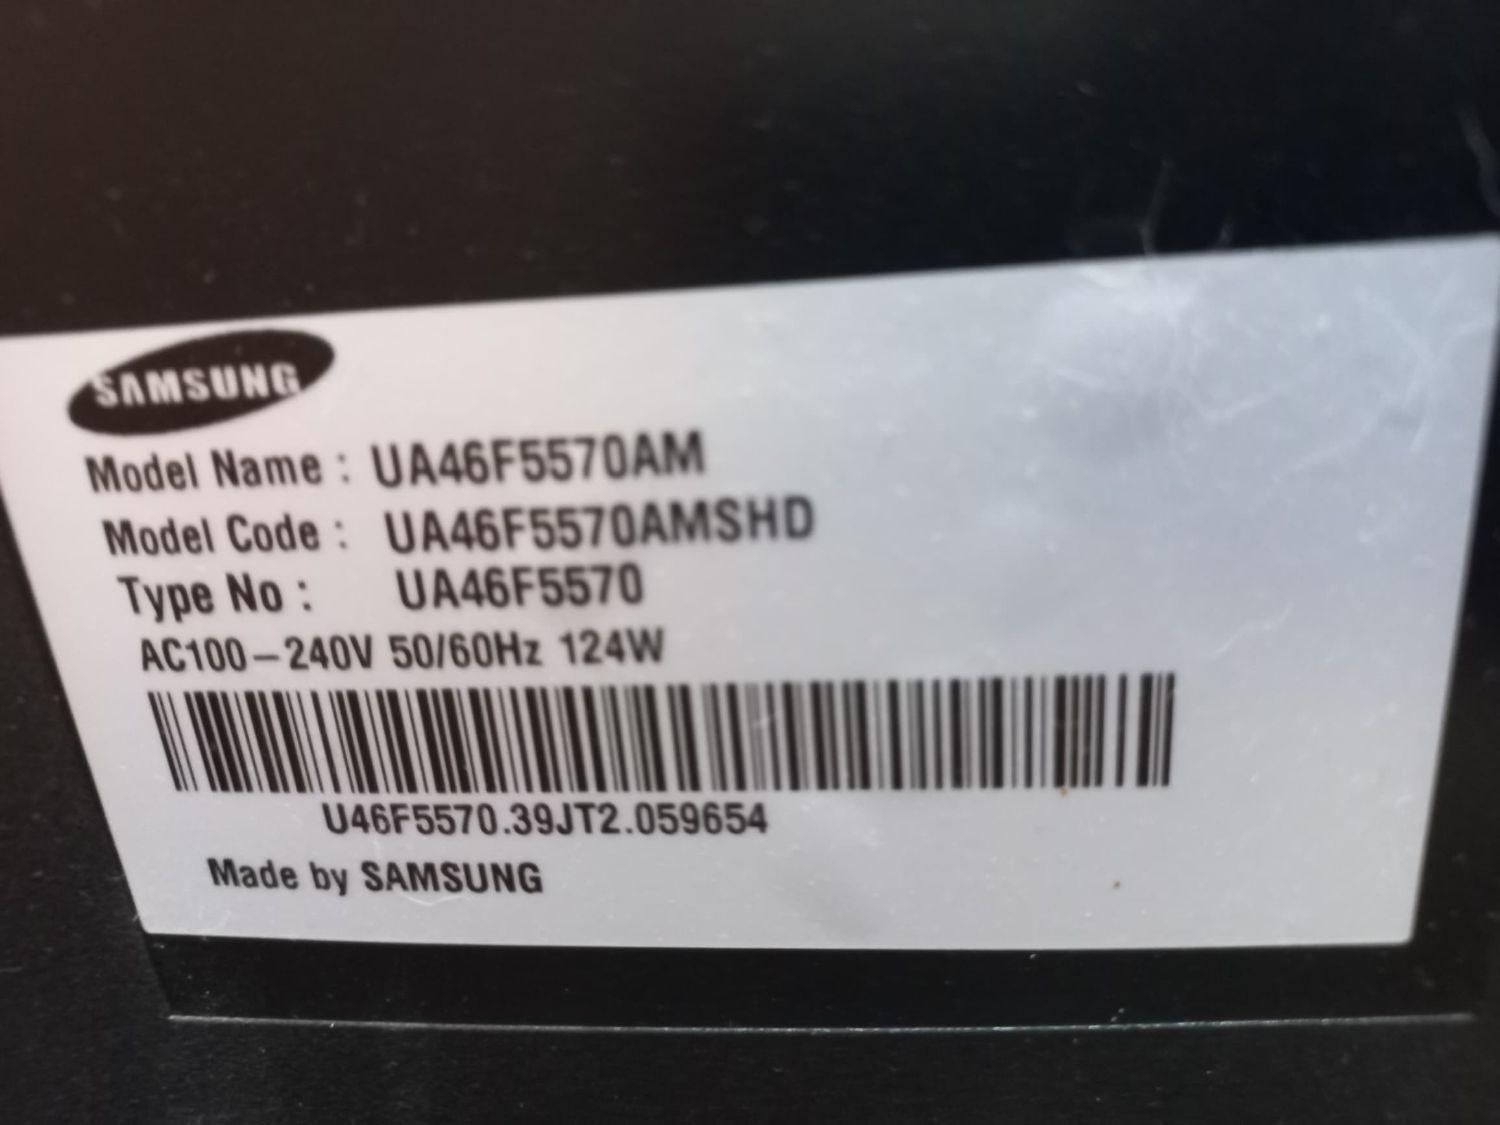 SAMSUNG
Model Name : UA46F5570AM
Model Code : UA46F5570AMSHD
Type No : UA46F5570
AC100-240V 50/60Hz 124W
U46F5570.39JT2.059654
Made by SAMSUNG